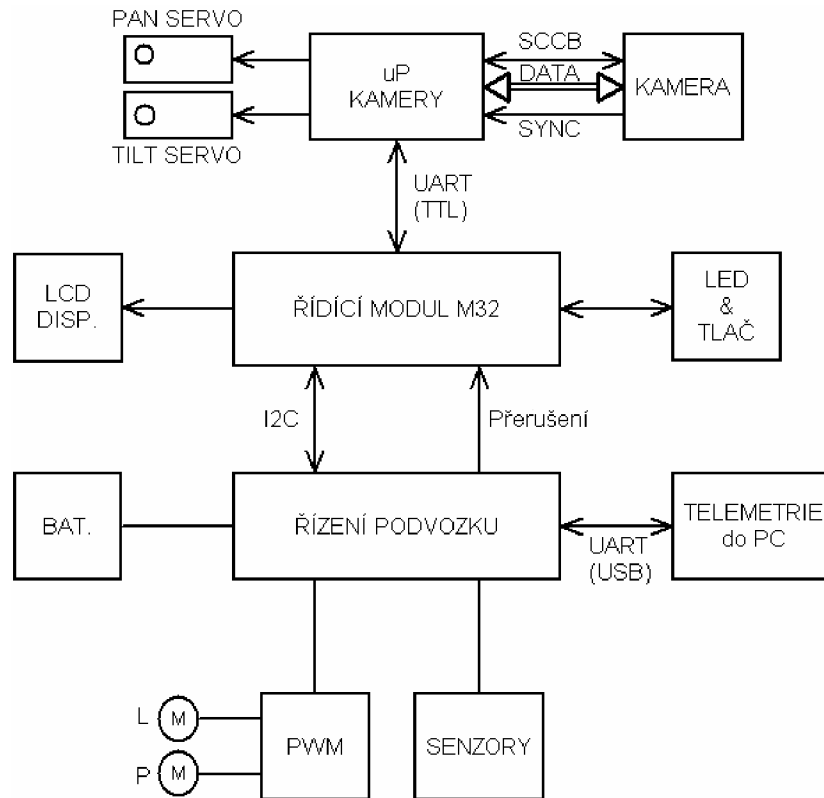 PAN SERVO
TILT SERVO
uP
KAMERY
SCCB
DATA
SYNC
KAMERA
UART
(TTL)
LCD
DISP.
ŘÍDÍCÍ MODUL M32
LED
&
TLAČ
I2C
Přerušení
BAT.
ŘÍZENÍ PODVOZKU
UART
(USB)
TELEMETRIE
do PC
L
M
P
M
PWM
SENZORY